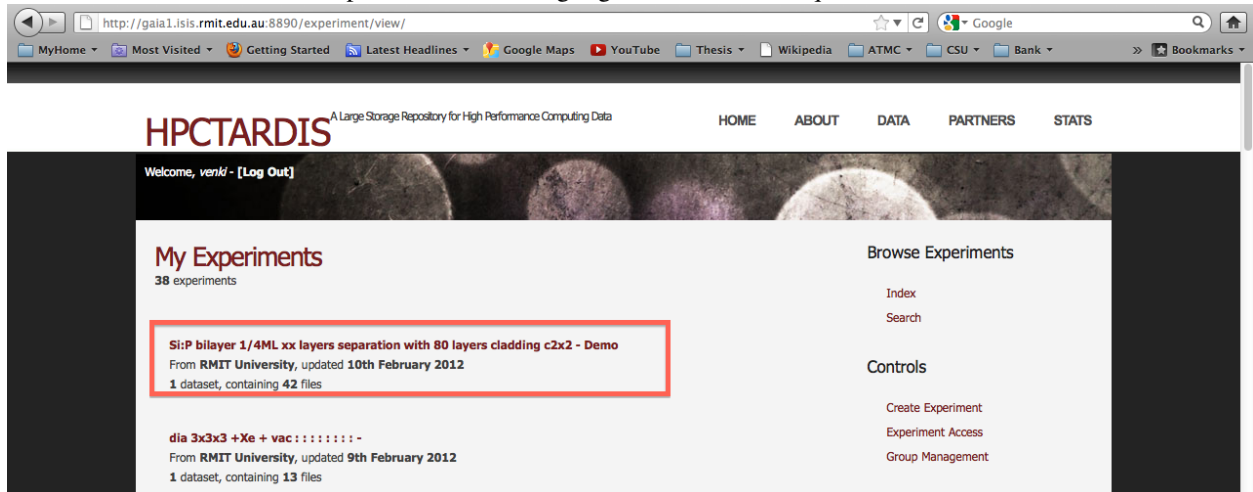 http://gaia1.isis.rmit.edu.au:8890/experiment/view/
Google
MyHome Most Visited Getting Started Latest Headlines Google Maps YouTube Thesis Wikipedia ATMC CSU Bank » Bookmarks
HPCTARDIS A Large Storage Repository for High Performance Computing Data
HOME ABOUT DATA PARTNERS STATS
Welcome, venki - [Log Out]
My Experiments
38 experiments
Si:P bilayer 1/4ML xx layers separation with 80 layers cladding c2x2 - Demo
From RMIT University, updated 10th February 2012
1 dataset, containing 42 files
dia 3x3x3 +Xe + vac : : : : : : : : -
From RMIT University, updated 9th February 2012
1 dataset, containing 13 files
Browse Experiments
Index
Search
Controls
Create Experiment
Experiment Access
Group Management